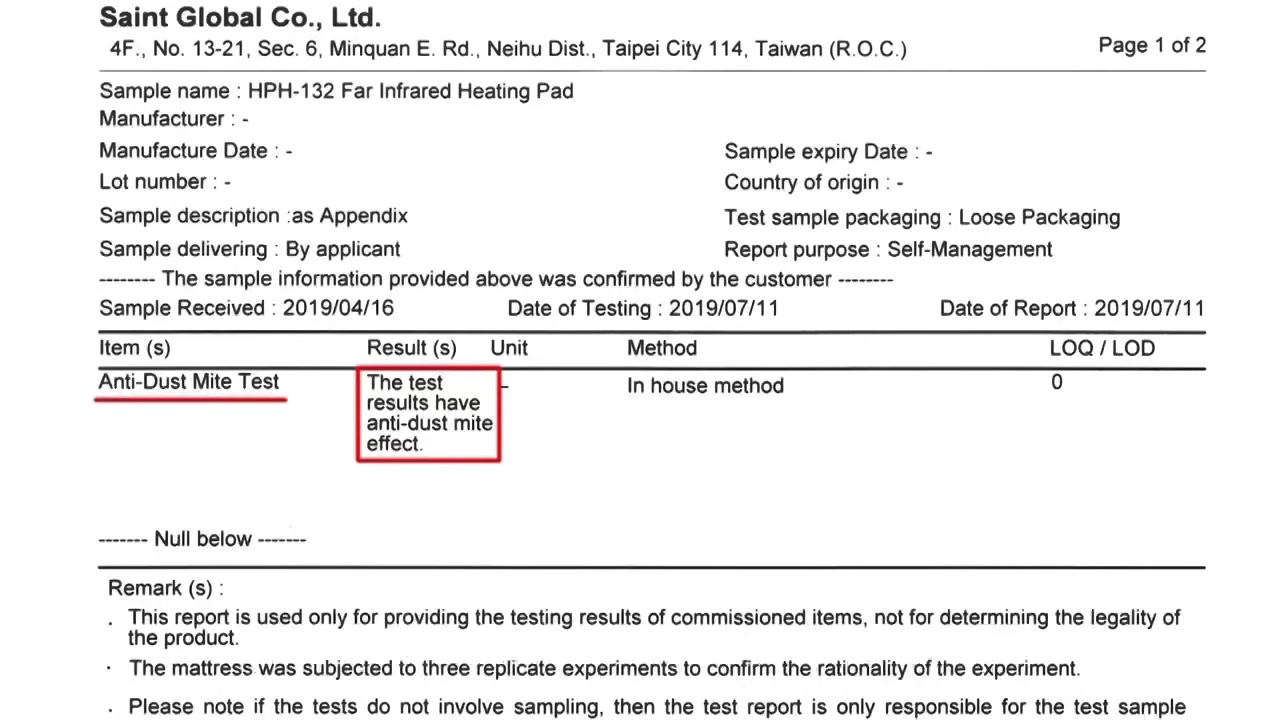 Saint Global Co., Ltd.
4F., No. 13-21, Sec. 6, Minquan E. Rd., Neihu Dist., Taipei City 114, Taiwan (R.O.C.)
Page 1 of 2
Sample name : HPH-132 Far Infrared Heating Pad
Manufacturer : -
Manufacture Date : -
Sample expiry Date : -
Lot number : -
Country of origin : -
Sample description :as Appendix
Test sample packaging : Loose Packaging
Sample delivering : By applicant
Report purpose : Self-Management
-------- The sample information provided above was confirmed by the customer --------
Sample Received : 2019/04/16 Date of Testing : 2019/07/11 Date of Report : 2019/07/11
Item (s) Result (s) Unit Method LOQ / LOD
Anti-Dust Mite Test The test - In house method 0
results have
anti-dust mite
effect.
------- Null below -------
Remark (s) :
. This report is used only for providing the testing results of commissioned items, not for determining the legality of
the product.
· The mattress was subjected to three replicate experiments to confirm the rationality of the experiment.
. Please note if the tests do not involve sampling, then the test report is only responsible for the test sample